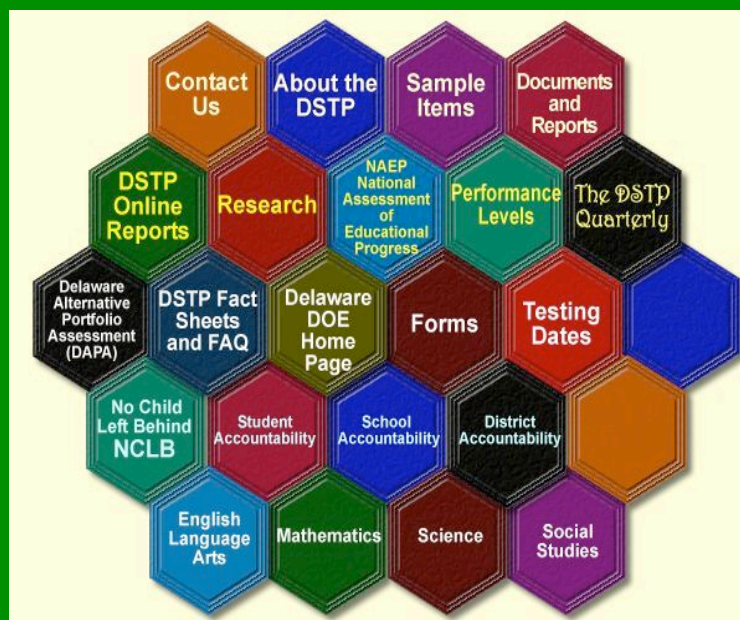 Contact
Us
About the
DSTP
Sample
Items
Documents
and
Reports
DSTP
Online
Reports
Research
NAEP
National
Assessment
of
Educational
Progress
Performance
Levels
The DSTP
Quarterly
Delaware
Alternative
Portfolio
Assessment
(DAPA)
DSTP Fact
Sheets
and FAQ
Delaware
DOE
Home
Page
Forms
Testing
Dates
No Child
Left Behind
NCLB
Student
Accountability
School
Accountability
District
Accountability
English
Language
Arts
Mathematics
Science
Social
Studies